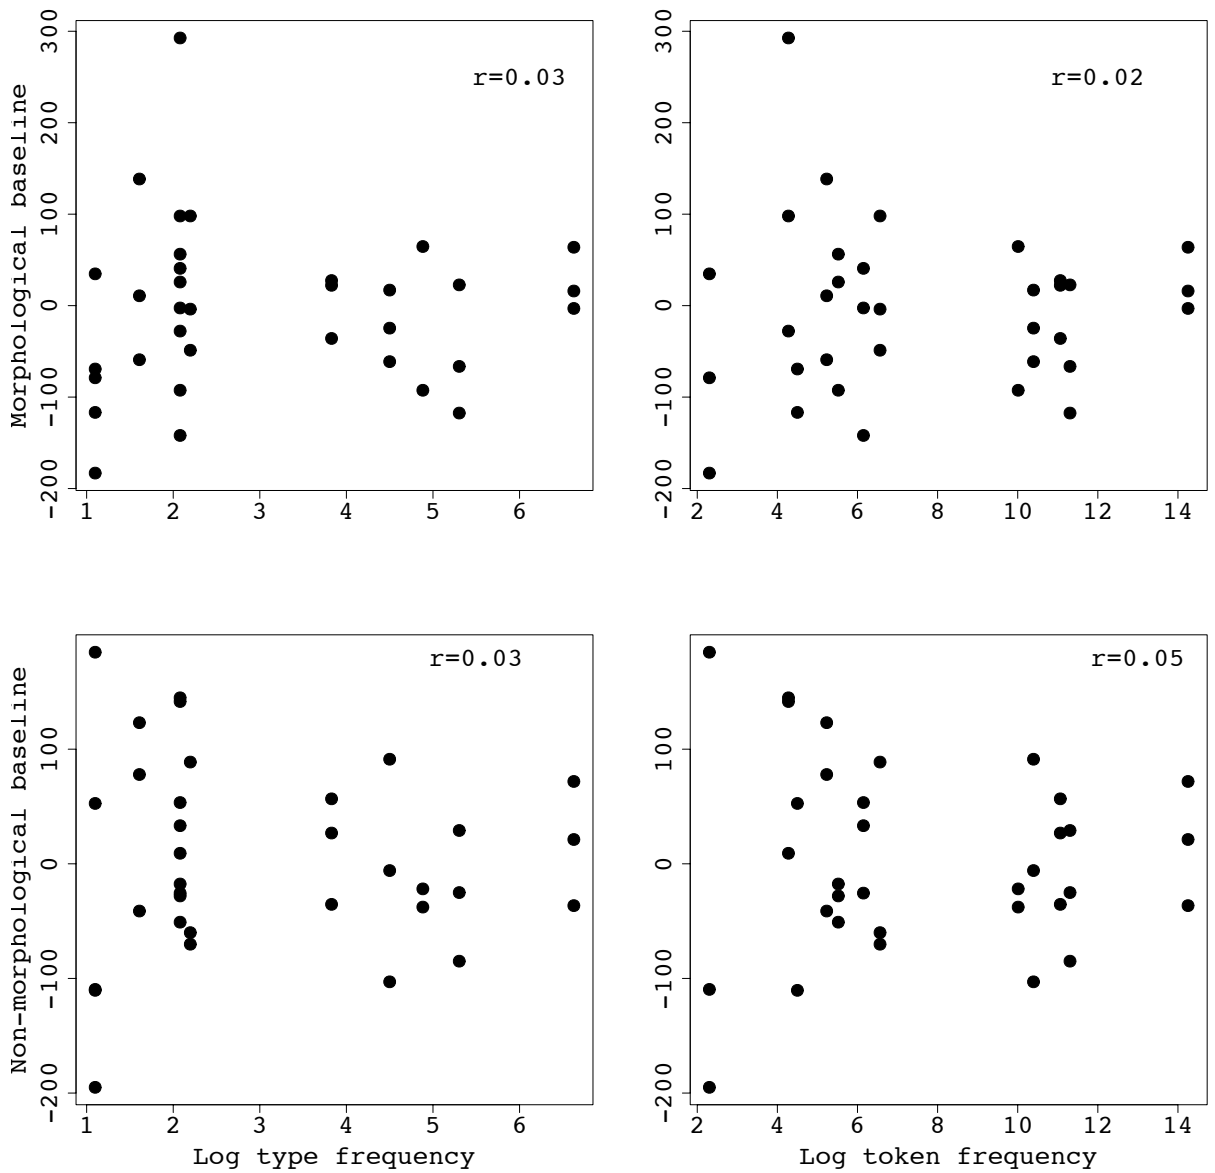 Morphological baseline
300
200
100
0
-100
-200
r=0.03
1 2 3 4 5 6
300
200
100
0
-100
-200
r=0.02
2 4 6 8 10 12 14
Non-morphological baseline
100
0
-100
-200
r=0.03
1 2 3 4 5 6
Log type frequency
100
0
-100
-200
r=0.05
2 4 6 8 10 12 14
Log token frequency